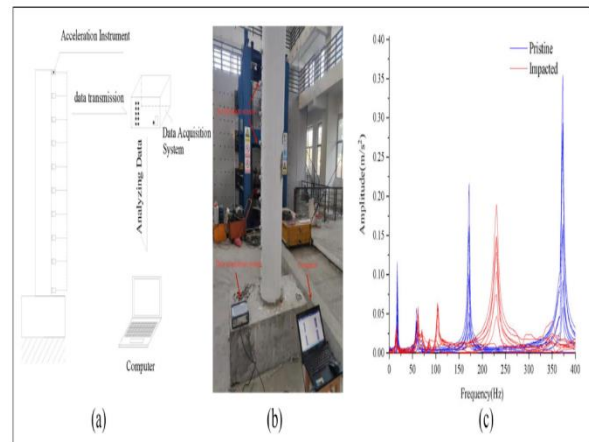 Acceleration Instrument
data transmission
Data Acquisition
System
Analyzing Data
Computer
(a)
(b)
Pristine
Impacted
Amplitude(m/s²)
0.40
0.35
0.30
0.25
0.20
0.15
0.10
0.05
0.00
0 50 100 150 200 250 300 350 400
Frequency(Hz)
(c)